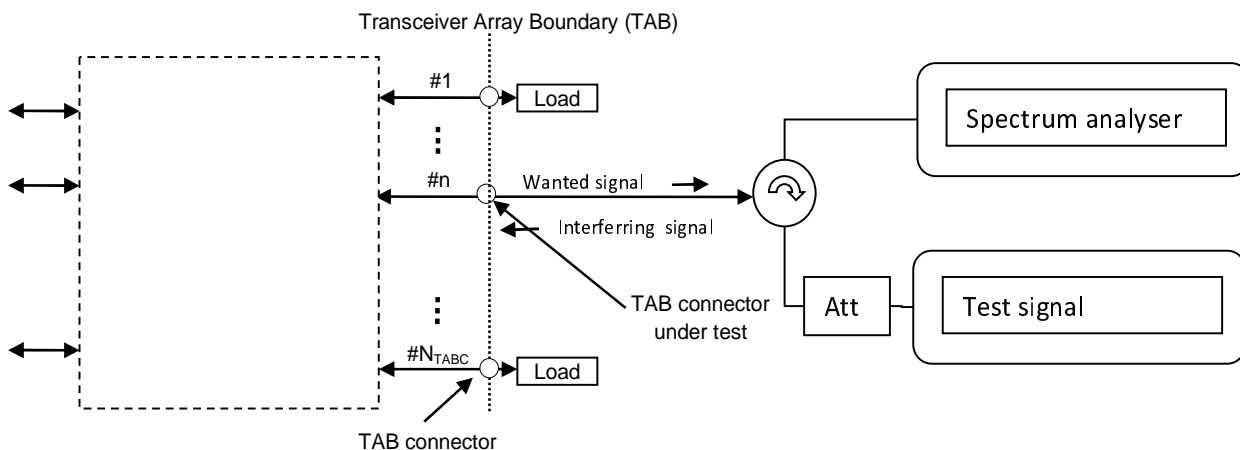 Transceiver Array Boundary (TAB)
#1
Load
Spectrum analyser
#n
Wanted signal
Interferring signal
TAB connector
under test
Att
Test signal
#NTABC
Load
TAB connector